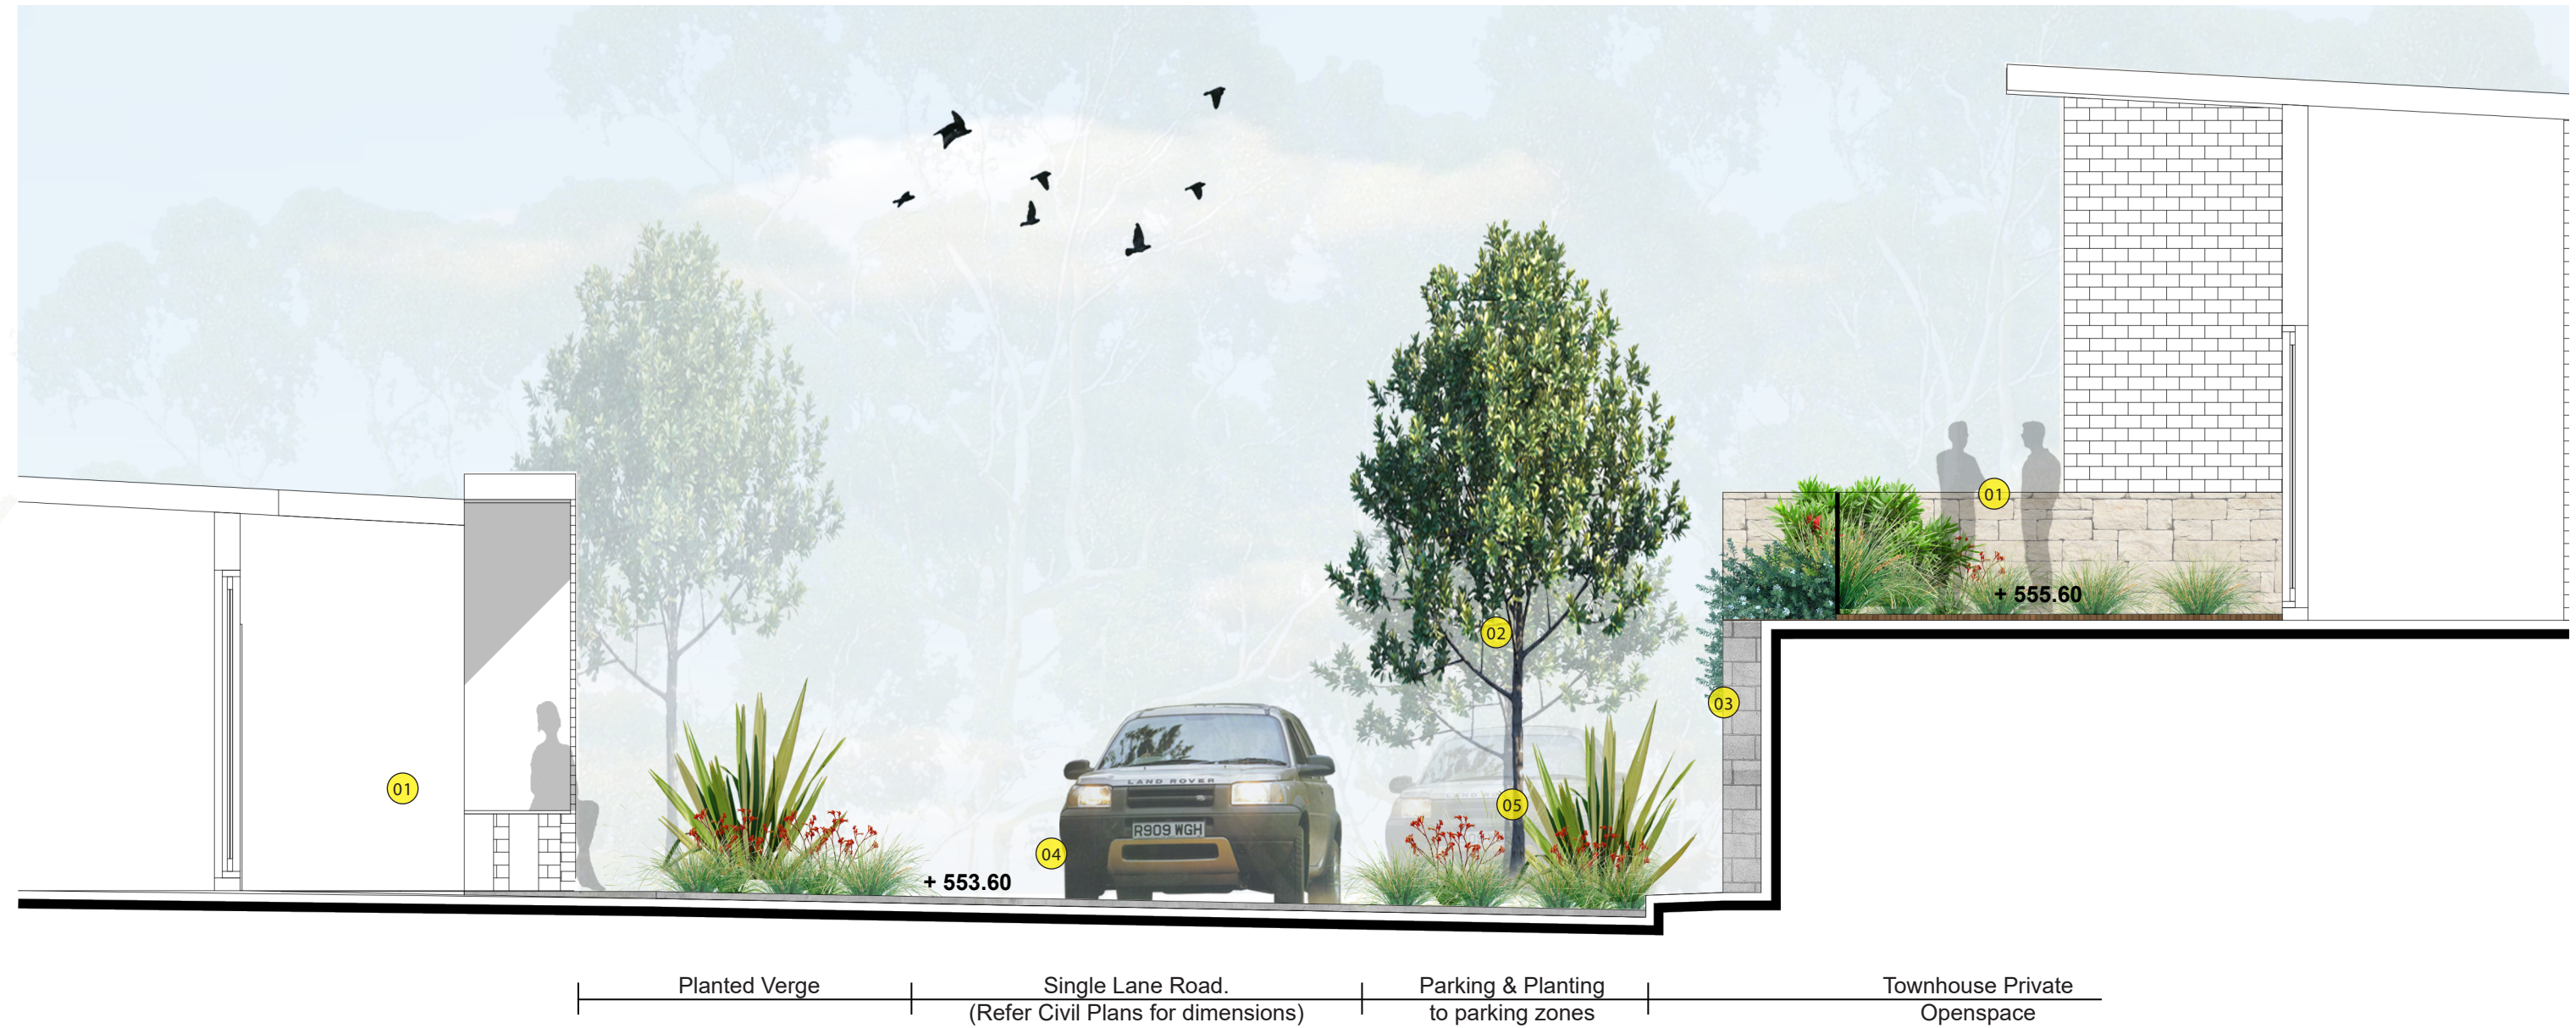 01
+ 555.60
02
03
01
LAND ROVER
05
R909 WGH
04
+ 553.60
Planted Verge
Single Lane Road.
(Refer Civil Plans for dimensions)
Parking & Planting
to parking zones
Townhouse Private
Openspace